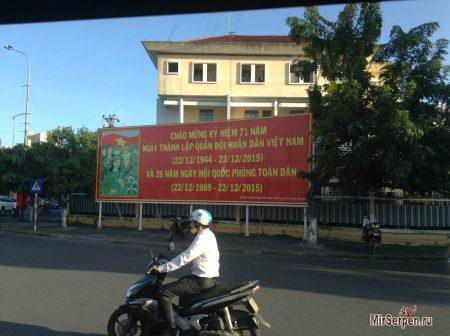 CHÀO MỪNG KỶ NIỆM 71 NĂM
NGÀY THÀNH LẬP QUÂN ĐỘI NHÂN DÂN VIỆT NAM
(22/12/1944 - 22/12/2015)
VÀ 26 NĂM NGÀY HỘI QUỐC PHÒNG TOÀN DÂN
(22/12/1989 - 22/12/2015)
MirSerpen.ru